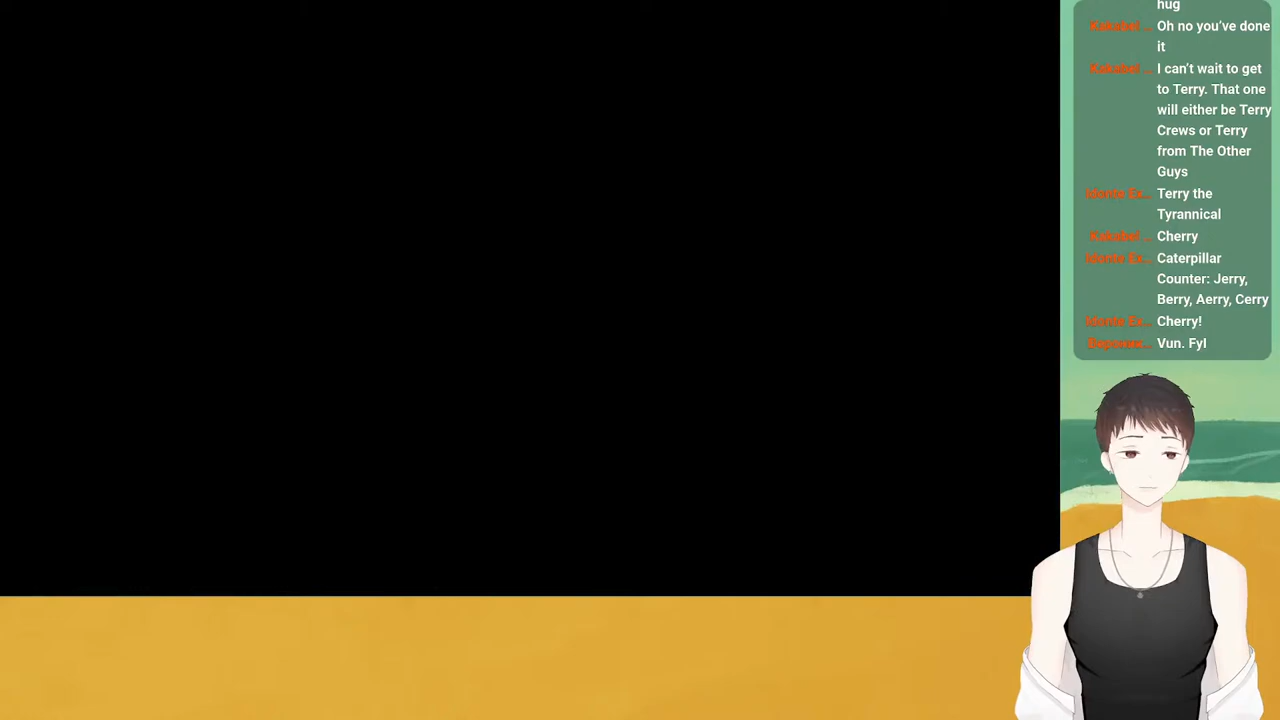 hug
Oh no you’ve done
it
I can’t wait to get
to Terry. That one
will either be Terry
Crews or Terry
from The Other
Guys
Terry the
Tyrannical
Cherry
Caterpillar
Counter: Jerry,
Berry, Aerry, Cerry
Cherry!
Vun. Fyl